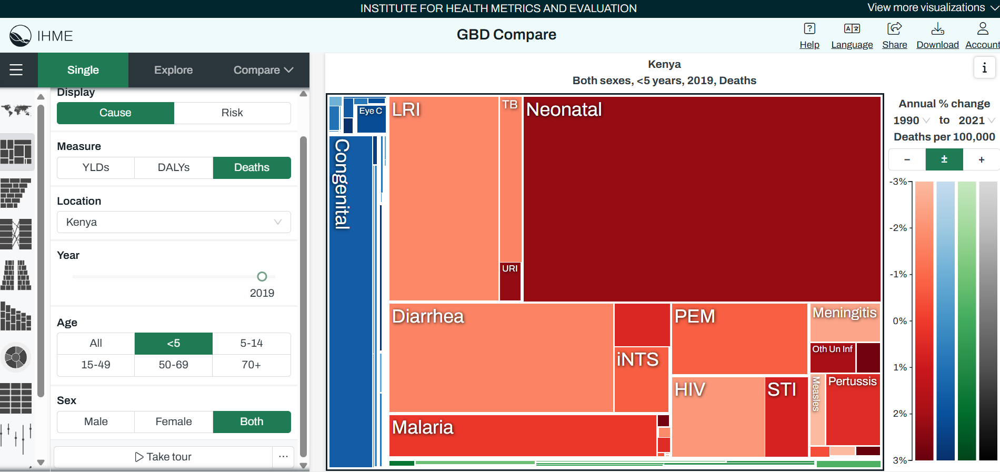 INSTITUTE FOR HEALTH METRICS AND EVALUATION
View more visualizations
IHME
GBD Compare
Help
Language
Share
Download
Account
Single
Explore
Compare
Display
Cause
Risk
Measure
YLDs
DALYs
Deaths
Location
Kenya
Year
2019
Age
All
<5
5-14
15-49
50-69
70+
Sex
Male
Female
Both
Take tour
...
Kenya
Both sexes, <5 years, 2019, Deaths
i
Eye C
Congenital
LRI
TB
URI
Neonatal
Diarrhea
iNTS
PEM
Meningitis
Oth Un Inf
HIV
STI
Measles
Pertussis
Malaria
Annual % change
1990 to 2021
Deaths per 100,000
− ± +
-3%
-2%
-1%
0%
1%
2%
3%